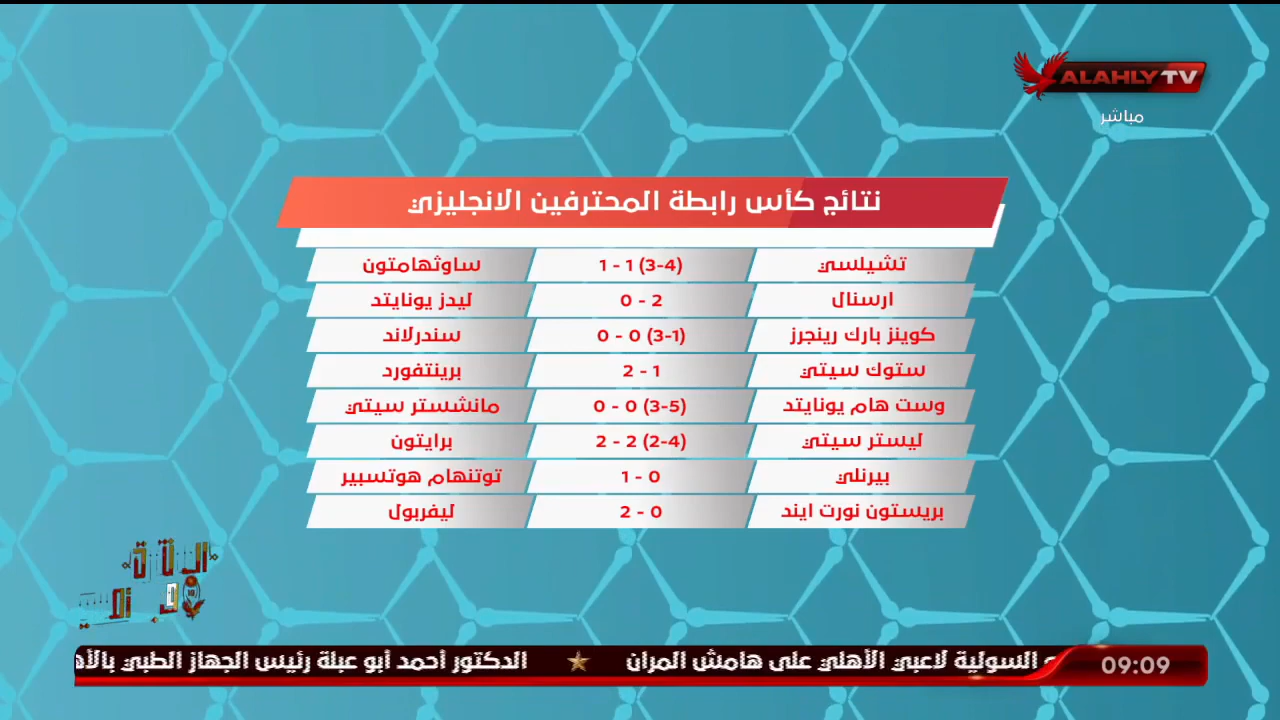 ALAHLY TV
مباشر
نتائج كأس رابطة المحترفين الانجليزي
تشيلسي 1 - 1 (3-4) ساوثهامتون
ارسنال 0 - 2 ليدز يونايتد
كوينز بارك رينجرز 0 - 0 (3-1) سندرلاند
ستوك سيتي 2 - 1 برينتفورد
وست هام يونايتد 0 - 0 (3-5) مانشستر سيتي
ليستر سيتي 2 - 2 (2-4) برايتون
بيرنلي 1 - 0 توتنهام هوتسبير
بريستون نورث ايند 2 - 0 ليفربول
السولية لاعبي الأهلي على هامش المران ★ الدكتور أحمد أبو عبلة رئيس الجهاز الطبي
09:09